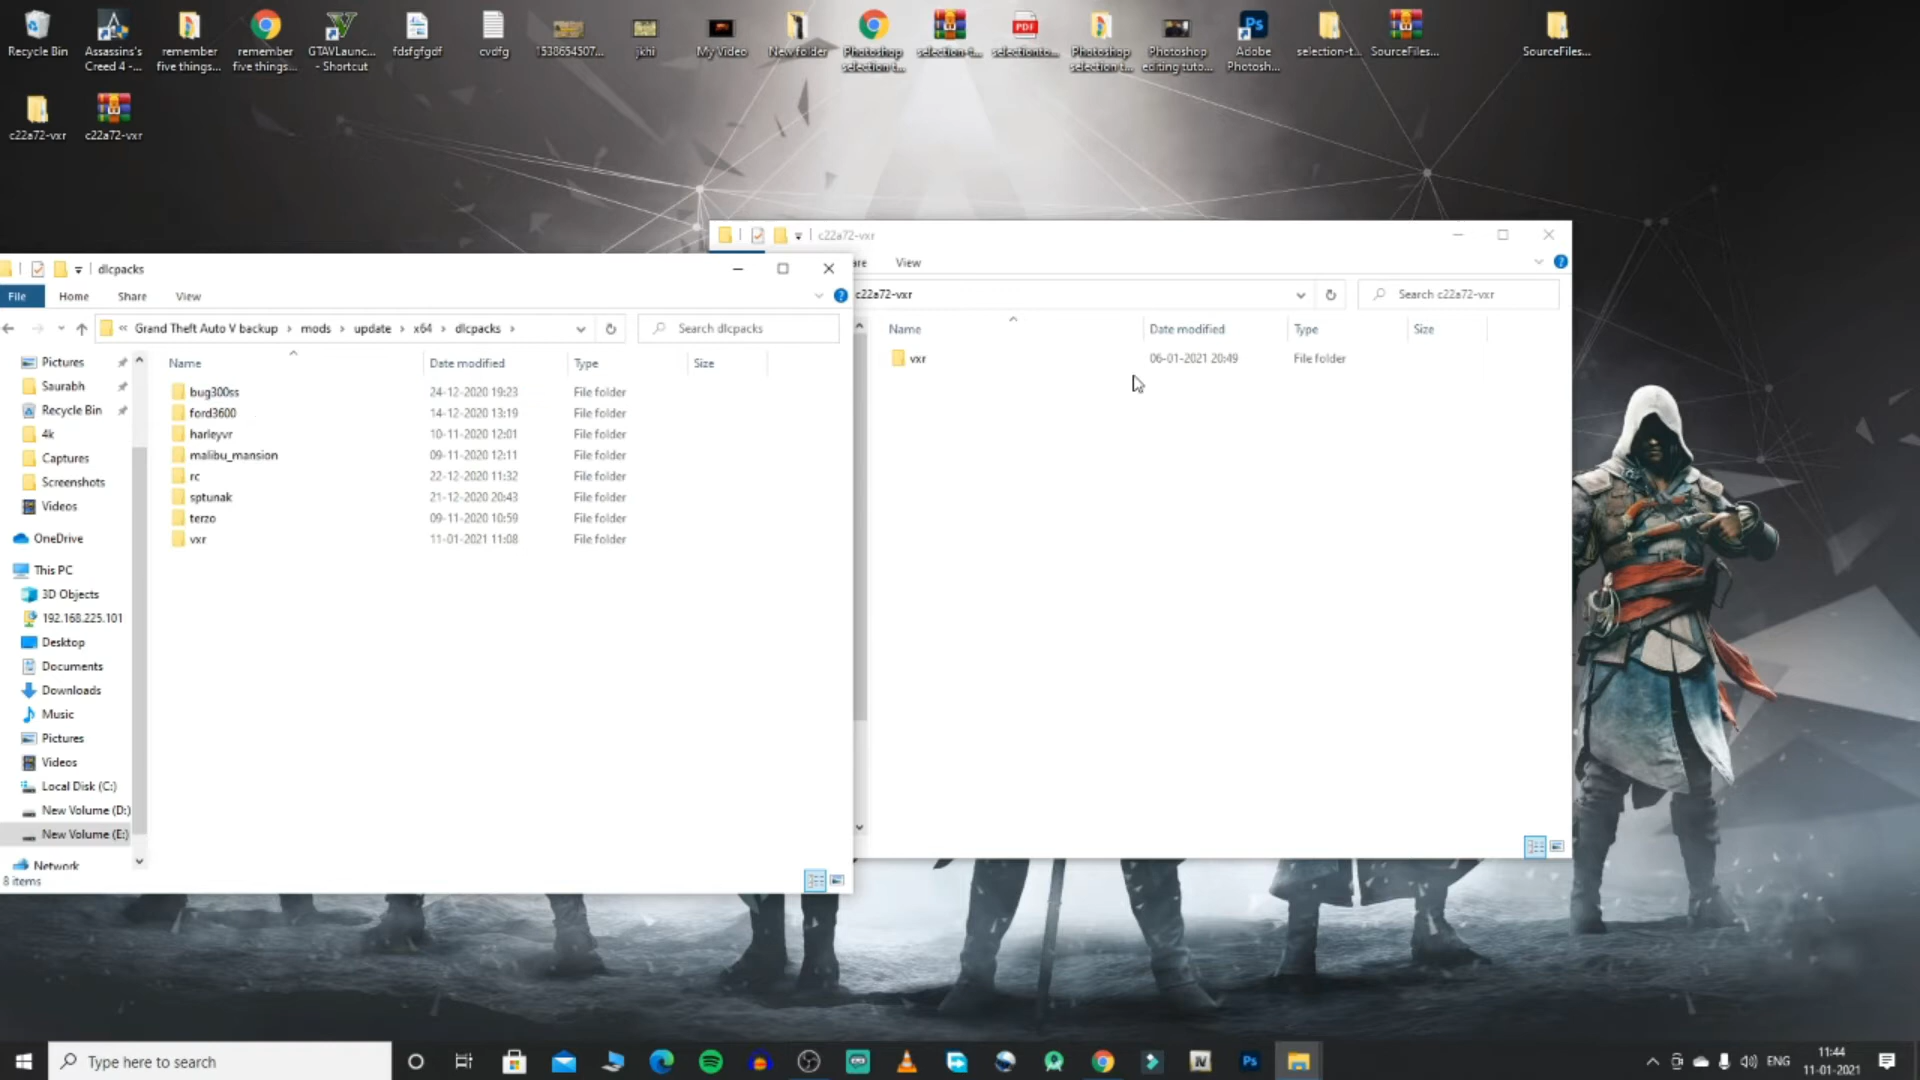 Recycle Bin
Assassin's
Creed 4 -...
remember
five things...
remember
five things...
GTAVLaunc...
- Shortcut
fdsfgfgdf
cvdfg
1538654507...
jkhi
My Video
New folder
Photoshop
selection t...
selection-t...
selectionto...
Photoshop
selection t...
Photoshop
editing tuto...
Adobe
Photosh...
selection-t...
SourceFiles...
SourceFiles...
c22a72-vxr
c22a72-vxr
c22a72-vxr
are View
c22a72-vxr
Search c22a72-vxr
Name Date modified Type Size
vxr 06-01-2021 20:49 File folder
dlcpacks
File Home Share View
« Grand Theft Auto V backup › mods › update › x64 › dlcpacks ›
Search dlcpacks
Name Date modified Type Size
bug300ss 24-12-2020 19:23 File folder
ford3600 14-12-2020 13:19 File folder
harleyvr 10-11-2020 12:01 File folder
malibu_mansion 09-11-2020 12:11 File folder
rc 22-12-2020 11:32 File folder
sptunak 21-12-2020 20:43 File folder
terzo 09-11-2020 10:59 File folder
vxr 11-01-2021 11:08 File folder
Pictures
Saurabh
Recycle Bin
4k
Captures
Screenshots
Videos
OneDrive
This PC
3D Objects
192.168.225.101
Desktop
Documents
Downloads
Music
Pictures
Videos
Local Disk (C:)
New Volume (D:)
New Volume (E:)
Network
8 items
Type here to search
ENG
11:44
11-01-2021